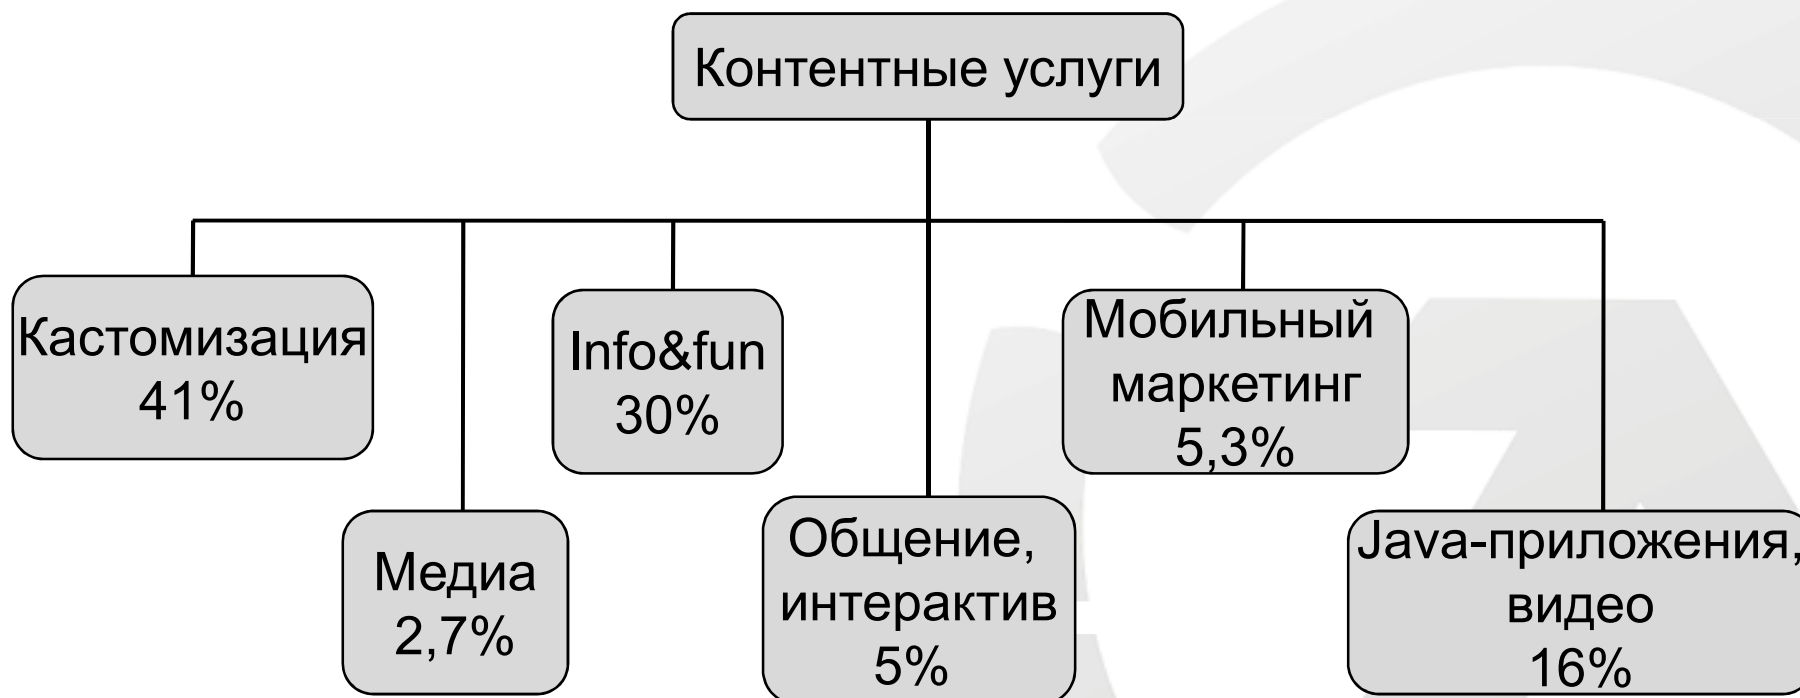 Контентные услуги
Кастомизация
41%
Медиа
2,7%
Info&fun
30%
Общение,
интерактив
5%
Мобильный
маркетинг
5,3%
Java-приложения,
видео
16%